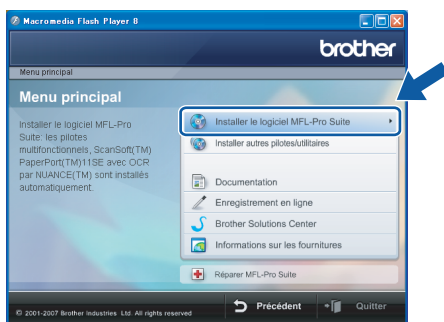 Macromedia Flash Player 8
brother
Menu principal
Menu principal
Installer le logiciel MFL-Pro
Suite: les pilotes
multifonctionnels, ScanSoft(TM)
PaperPort(TM)11SE avec OCR
par NUANCE(TM) sont installés
automatiquement.
Installer le logiciel MFL-Pro Suite
Installer autres pilotes/utilitaires
Documentation
Enregistrement en ligne
Brother Solutions Center
Informations sur les fournitures
Réparer MFL-Pro Suite
© 2001-2007 Brother Industries Ltd. All rights reserved
Précédent
Quitter